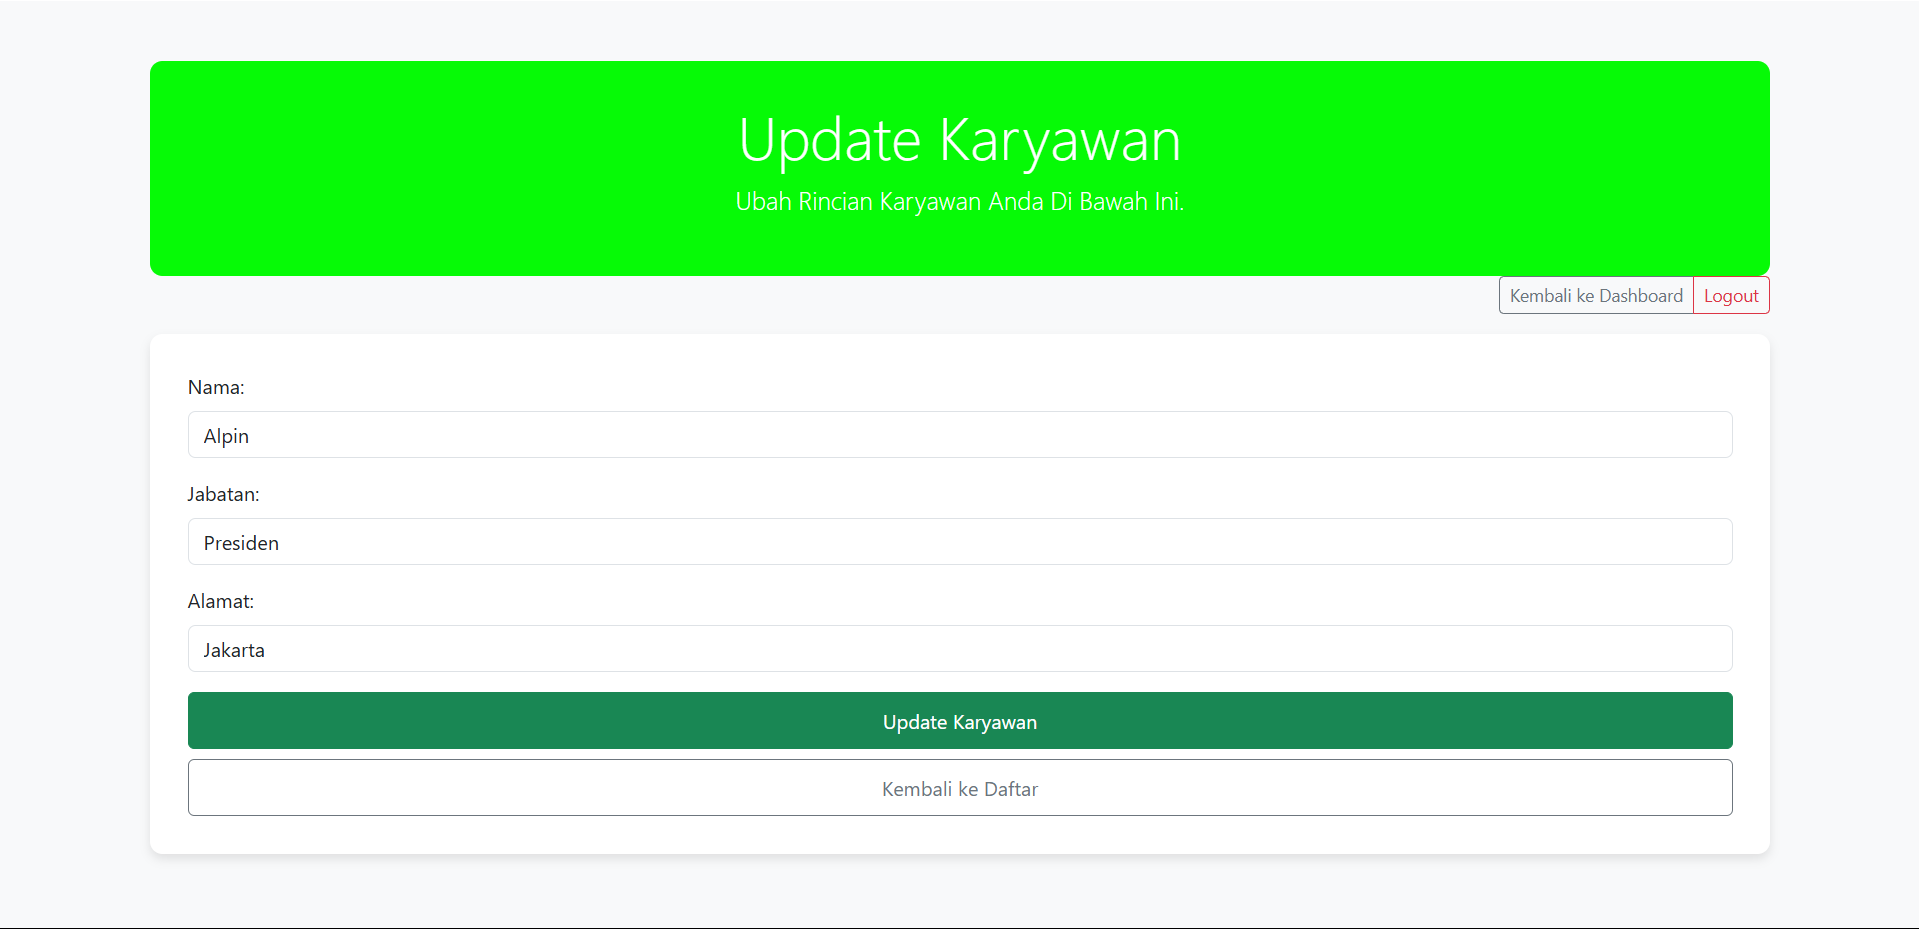 Update Karyawan
Ubah Rincian Karyawan Anda Di Bawah Ini.
Kembali ke Dashboard Logout
Nama:
Alpin
Jabatan:
Presiden
Alamat:
Jakarta
Update Karyawan
Kembali ke Daftar